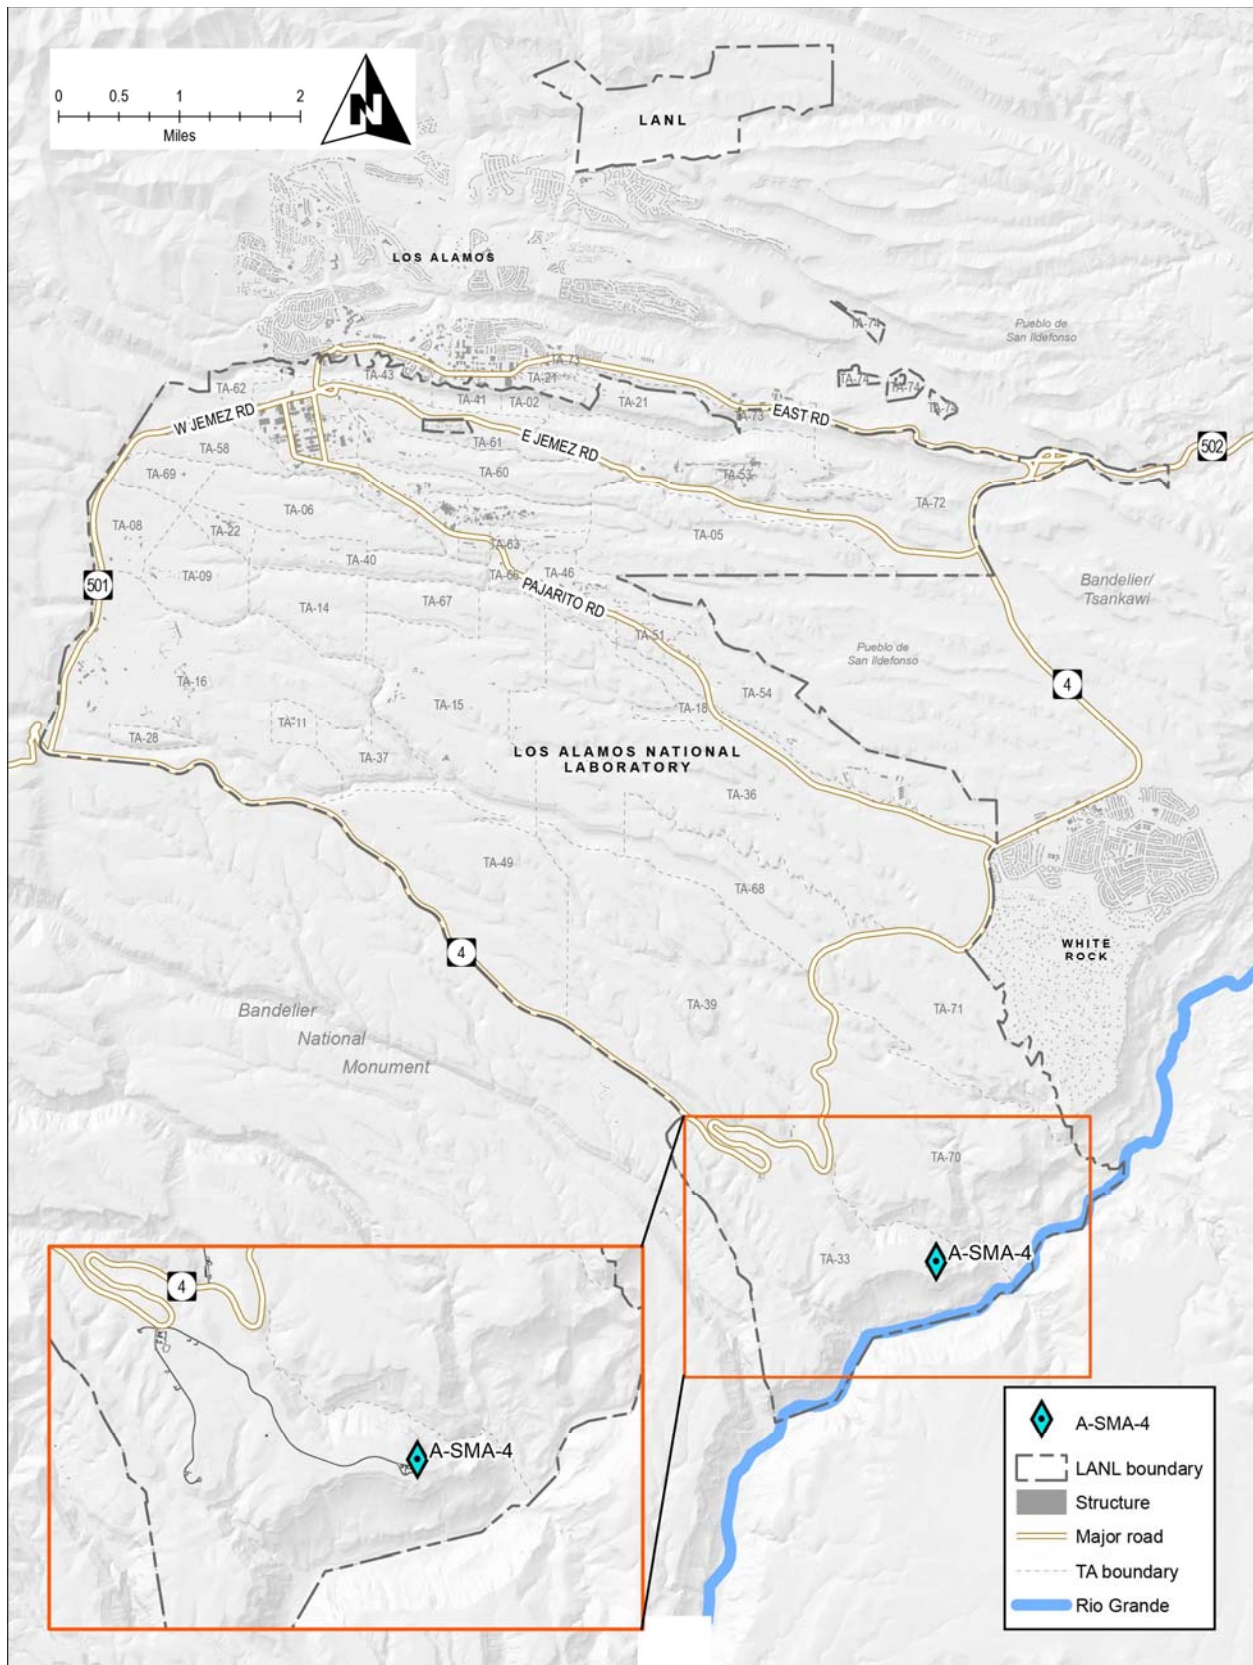 0 0.5 1 2
Miles
N
LANL
LOS ALAMOS
TA-74
Pueblo de
San Ildefonso
TA-73
TA-43
TA-21
TA-62
TA-74
TA-74
TA-74
TA-41
TA-02
TA-21
TA-73
EAST RD
W JEMEZ RD
502
TA-58
TA-61
E JEMEZ RD
TA-69
TA-60
TA-53
TA-72
TA-06
TA-08
TA-22
TA-63
TA-05
TA-40
TA-09
TA-66
TA-46
501
PAJARITO RD
Bandelier/
Tsankawi
TA-14
TA-67
TA-51
Pueblo de
San Ildefonso
TA-16
4
TA-54
TA-15
TA-18
TA-11
TA-28
TA-37
LOS ALAMOS NATIONAL
LABORATORY
TA-36
TA-49
TA-68
4
WHITE
ROCK
Bandelier
National
Monument
TA-39
TA-71
TA-70
TA-33
A-SMA-4
4
A-SMA-4
A-SMA-4
LANL boundary
Structure
Major road
TA boundary
Rio Grande